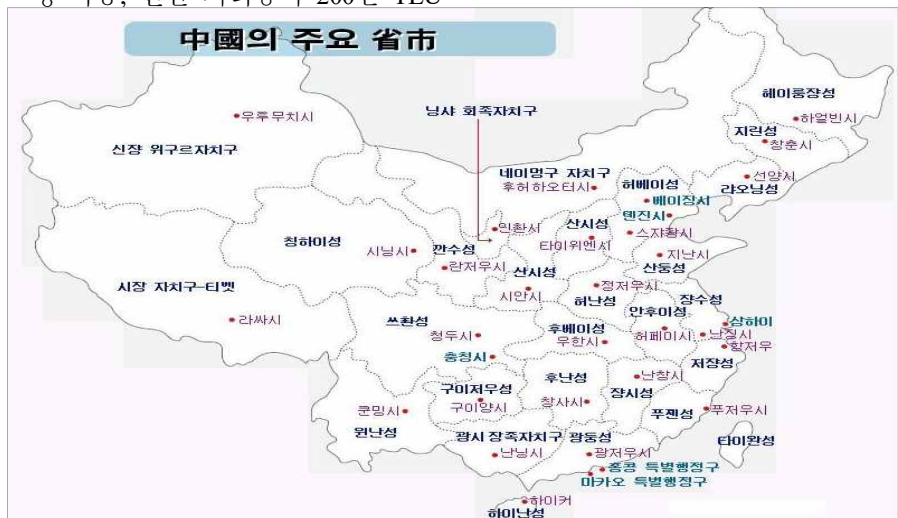 中國의 주요 省市
헤이룽쟝성
하얼빈시
닝샤 회족자치구
우루무치시
지린성
창춘시
신쟝 위구르자치구
네이멍구 자치구
후허하오터시
허베이성
선양시
랴오닝성
베이징시
톈진시
인촨시
산시성
스쟈좡시
칭하이성
시닝시
깐수성
타이위엔시
지난시
란저우시
산시성
산둥성
시장 자치구-티벳
시안시
정저우시
허난성
쟝수성
안후이성
라싸시
쓰촨성
청두시
후베이성
우한시
허페이시
상하이
난징시
항저우
충칭시
저쟝성
구이저우성
후난성
난창시
쿤밍시
구이양시
창사시
쟝시성
푸젠성
푸저우시
윈난성
광시 장족자치구
광둥성
타이완성
난닝시
광저우시
홍콩 특별행정구
마카오 특별행정구
하이커
하이난성